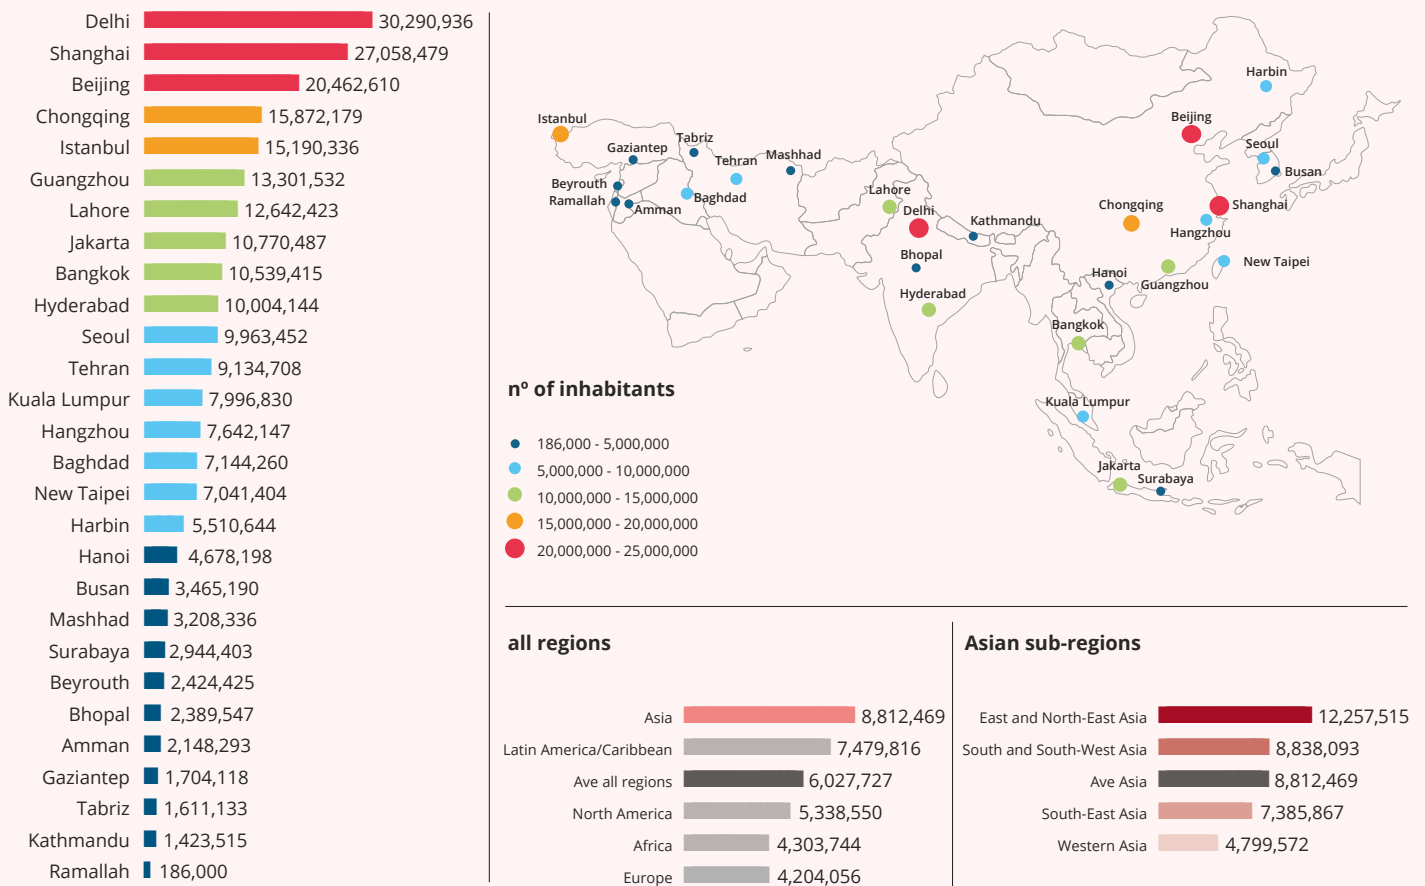 Delhi 30,290,936
Shanghai 27,058,479
Beijing 20,462,610
Chongqing 15,872,179
Istanbul 15,190,336
Guangzhou 13,301,532
Lahore 12,642,423
Jakarta 10,770,487
Bangkok 10,539,415
Hyderabad 10,004,144
Seoul 9,963,452
Tehran 9,134,708
Kuala Lumpur 7,996,830
Hangzhou 7,642,147
Baghdad 7,144,260
New Taipei 7,041,404
Harbin 5,510,644
Hanoi 4,678,198
Busan 3,465,190
Mashhad 3,208,336
Surabaya 2,944,403
Beyrouth 2,424,425
Bhopal 2,389,547
Amman 2,148,293
Gaziantep 1,704,118
Tabriz 1,611,133
Kathmandu 1,423,515
Ramallah 186,000
Harbin
Istanbul
Beijing
Tabriz
Gaziantep
Seoul
Tehran
Mashhad
Busan
Beyrouth
Lahore
Baghdad
Ramallah
Amman
Delhi
Chongqing
Shanghai
Kathmandu
Hangzhou
Bhopal
New Taipei
Hanoi
Guangzhou
Hyderabad
Bangkok
Kuala Lumpur
Jakarta
Surabaya
nº of inhabitants
186,000 - 5,000,000
5,000,000 - 10,000,000
10,000,000 - 15,000,000
15,000,000 - 20,000,000
20,000,000 - 25,000,000
all regions
Asia 8,812,469
Latin America/Caribbean 7,479,816
Ave all regions 6,027,727
North America 5,338,550
Africa 4,303,744
Europe 4,204,056
Asian sub-regions
East and North-East Asia 12,257,515
South and South-West Asia 8,838,093
Ave Asia 8,812,469
South-East Asia 7,385,867
Western Asia 4,799,572